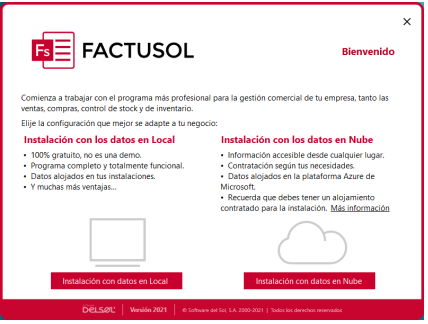 Fs FACTUSOL
Bienvenido
Comienza a trabajar con el programa más profesional para la gestión comercial de tu empresa, tanto las
ventas, compras, control de stock y de inventario.
Elije la configuración que mejor se adapte a tu negocio:
Instalación con los datos en Local
• 100% gratuito, no es una demo.
• Programa completo y totalmente funcional.
• Datos alojados en tus instalaciones.
• Y muchas más ventajas...
Instalación con los datos en Nube
• Información accesible desde cualquier lugar.
• Contratación según tus necesidades.
• Datos alojados en la plataforma Azure de
Microsoft.
• Recuerda que debes tener un alojamiento
contratado para la instalación. Más información
Instalación con datos en Local
Instalación con datos en Nube
SOFTWARE DELSOL | Versión 2021 | © Software del Sol, S.A. 2000-2021 | Todos los derechos reservados